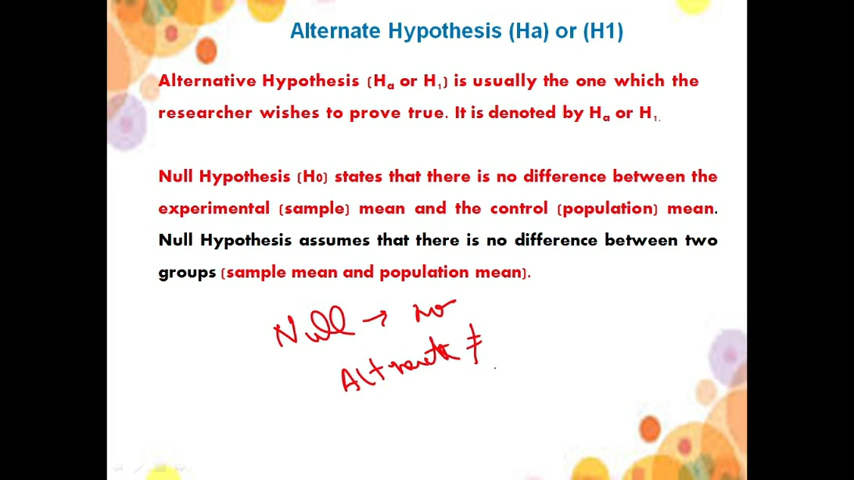 Alternate Hypothesis (Ha) or (H1)
Alternative Hypothesis (Hₐ or H₁) is usually the one which the
researcher wishes to prove true. It is denoted by Hₐ or H₁.
Null Hypothesis (H₀) states that there is no difference between the
experimental (sample) mean and the control (population) mean.
Null Hypothesis assumes that there is no difference between two
groups (sample mean and population mean).
Null → no
Alternate ≠